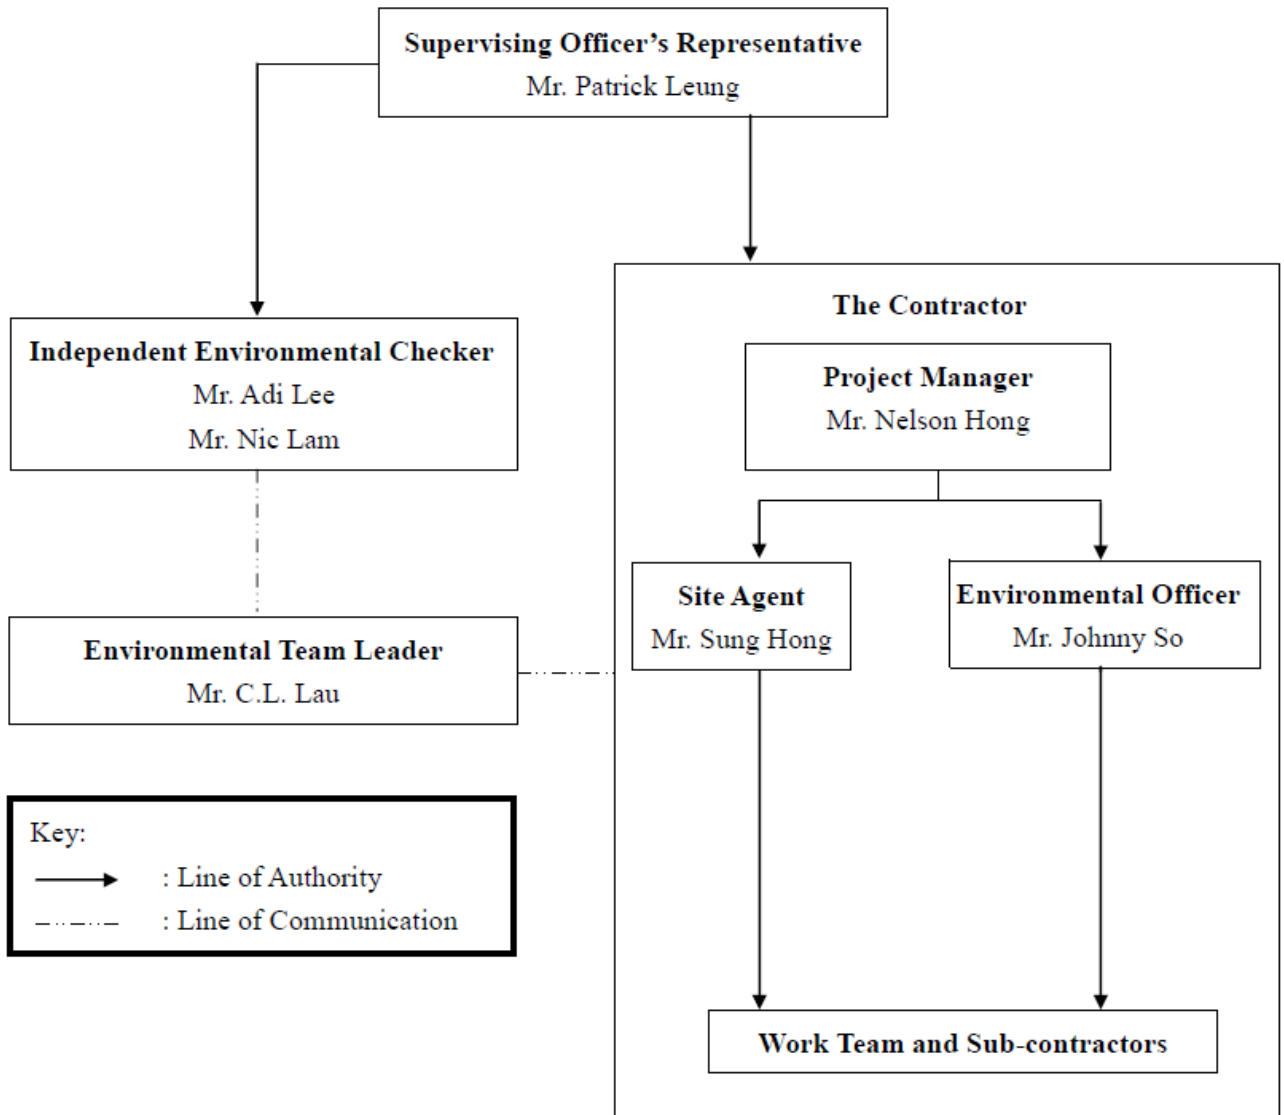 Supervising Officer’s Representative
Mr. Patrick Leung
The Contractor
Independent Environmental Checker
Mr. Adi Lee
Mr. Nic Lam
Project Manager
Mr. Nelson Hong
Site Agent
Mr. Sung Hong
Environmental Officer
Mr. Johnny So
Environmental Team Leader
Mr. C.L. Lau
Key:
: Line of Authority
: Line of Communication
Work Team and Sub-contractors